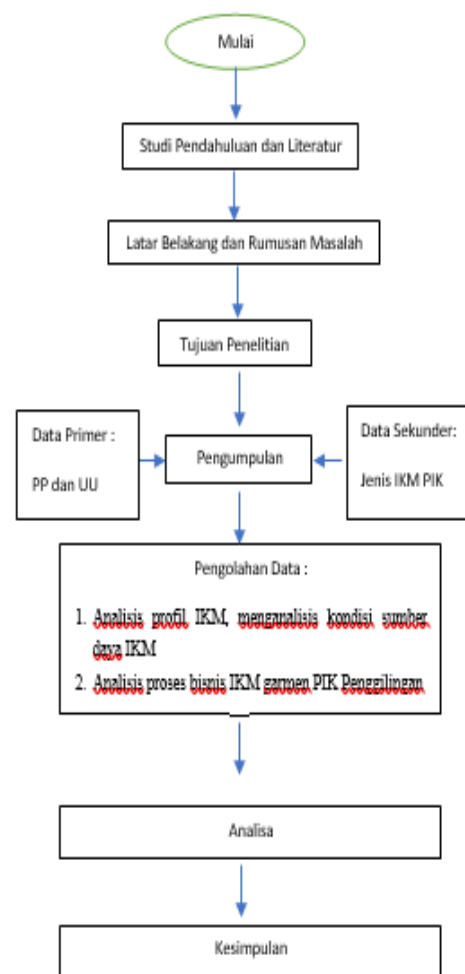 Mulai
Studi Pendahuluan dan Literatur
Latar Belakang dan Rumusan Masalah
Tujuan Penelitian
Data Primer :
PP dan UU
Pengumpulan
Data Sekunder:
Jenis IKM PIK
Pengolahan Data :
1. Analisis profil IKM, menganalisis kondisi sumber
daya IKM
2. Analisis proses bisnis IKM garmen PIK Penggilingan
Analisa
Kesimpulan